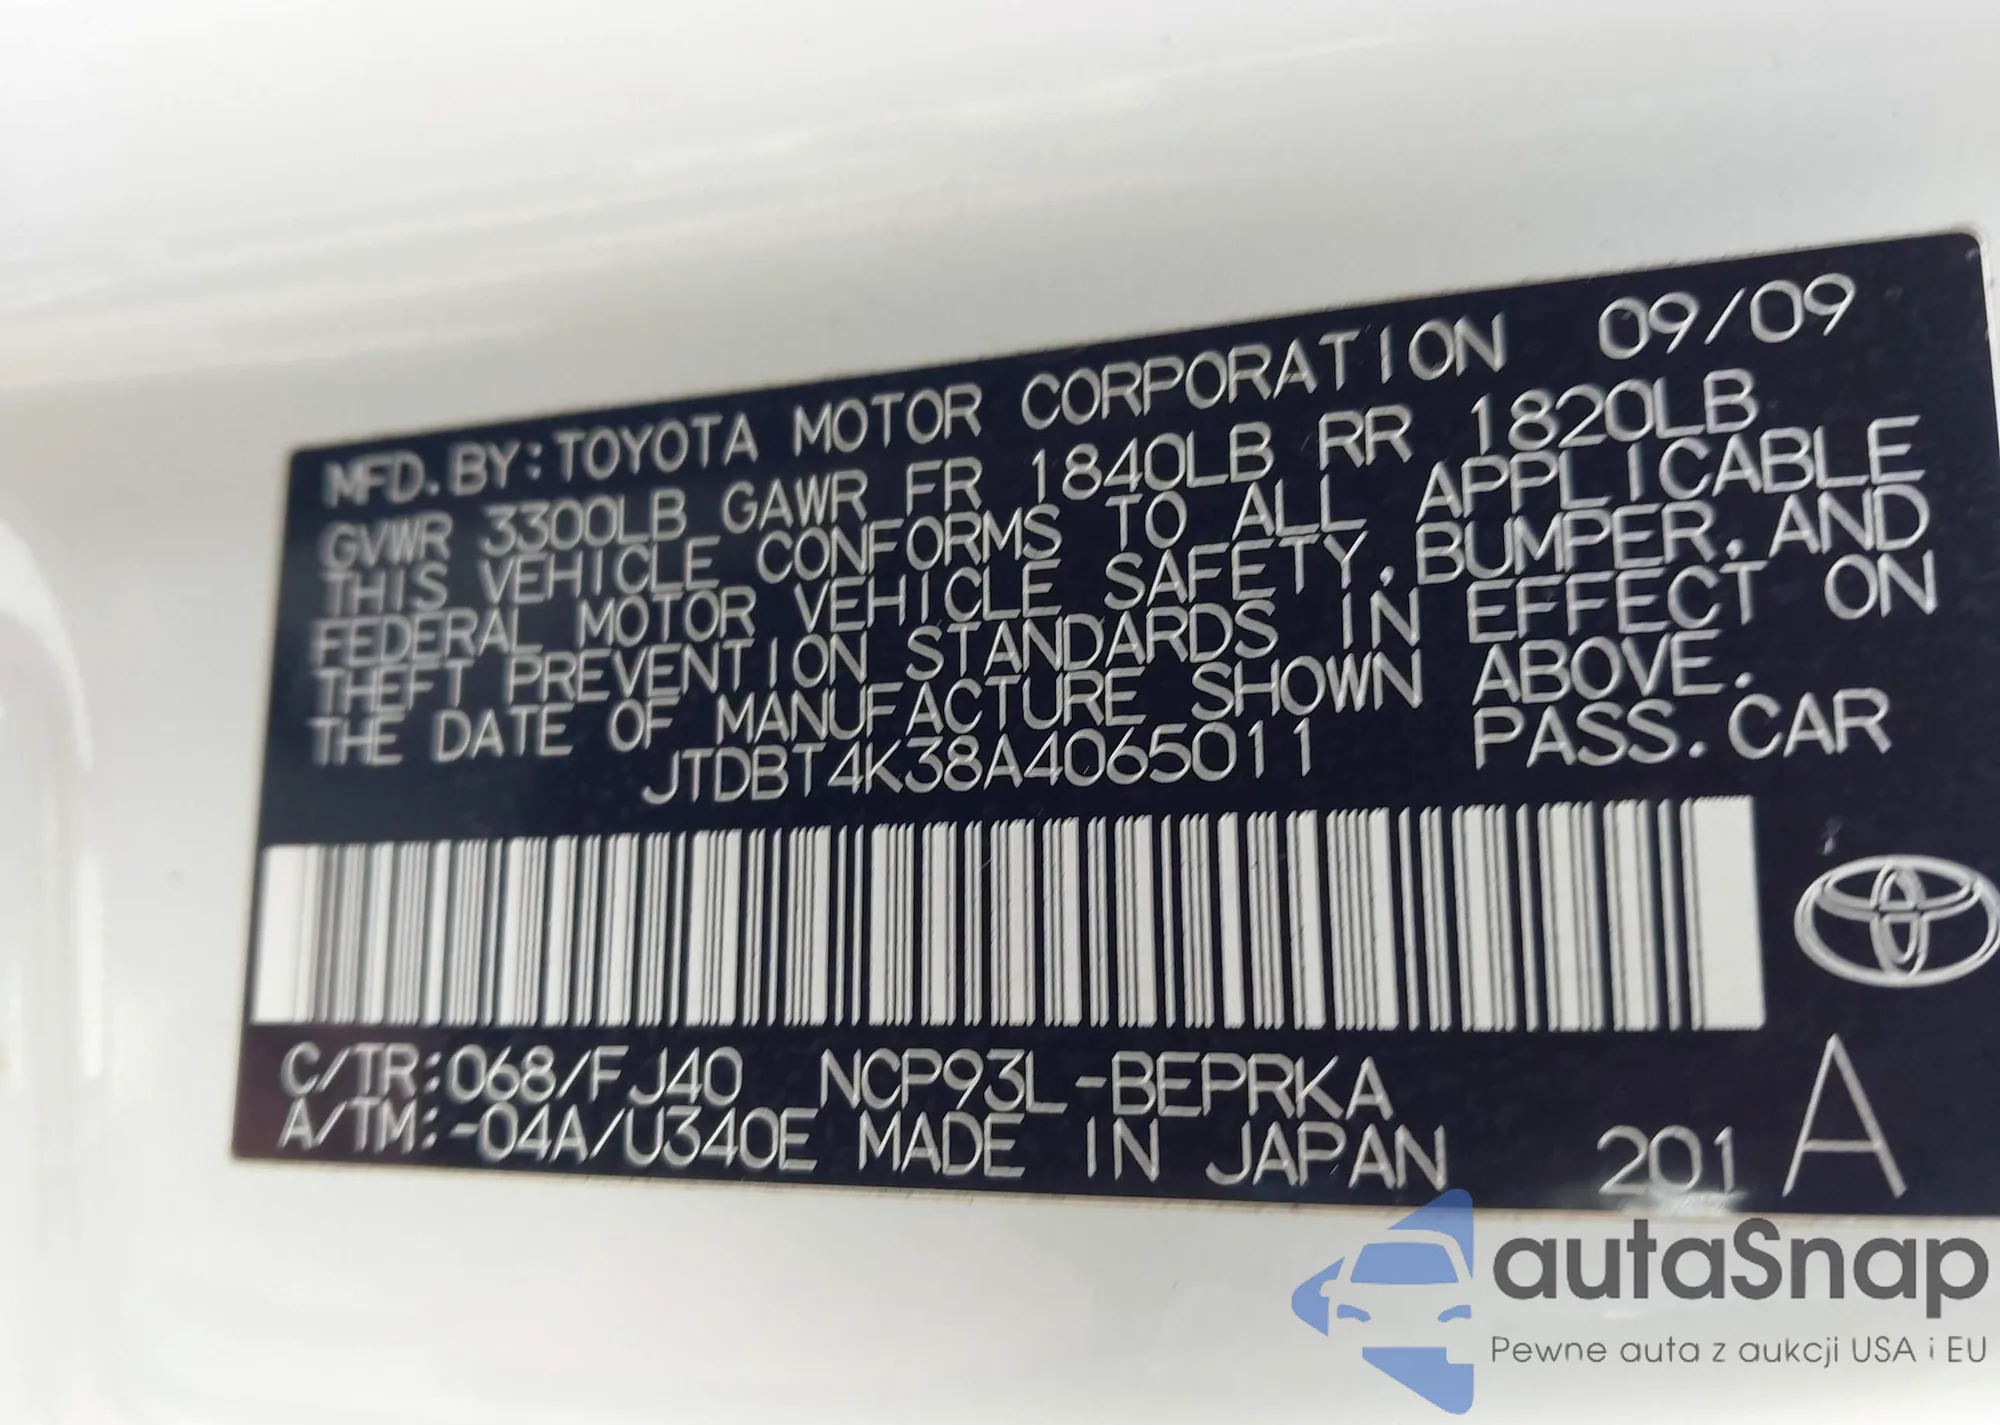 MFD.BY:TOYOTA MOTOR CORPORATION 09/09
GVWR 3300LB GAWR FR 1840LB RR 1820LB
THIS VEHICLE CONFORMS TO ALL APPLICABLE
FEDERAL MOTOR VEHICLE SAFETY,BUMPER,AND
THEFT PREVENTION STANDARDS IN EFFECT ON
THE DATE OF MANUFACTURE SHOWN ABOVE.
JTDBT4K38A4065011 PASS.CAR
C/TR:068/FJ40 NCP93L-BEPRKA
A/TM:-04A/U340E MADE IN JAPAN 201 A
autaSnap
Pewne auta z aukcji USA i EU